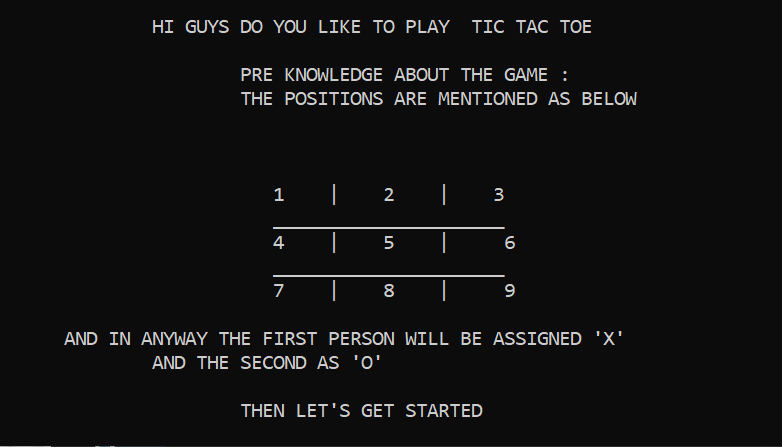 HI GUYS DO YOU LIKE TO PLAY  TIC TAC TOE
PRE KNOWLEDGE ABOUT THE GAME :
THE POSITIONS ARE MENTIONED AS BELOW
1    |    2    |    3
_____________________
4    |    5    |     6
_____________________
7    |    8    |     9
AND IN ANYWAY THE FIRST PERSON WILL BE ASSIGNED 'X'
AND THE SECOND AS 'O'
THEN LET'S GET STARTED